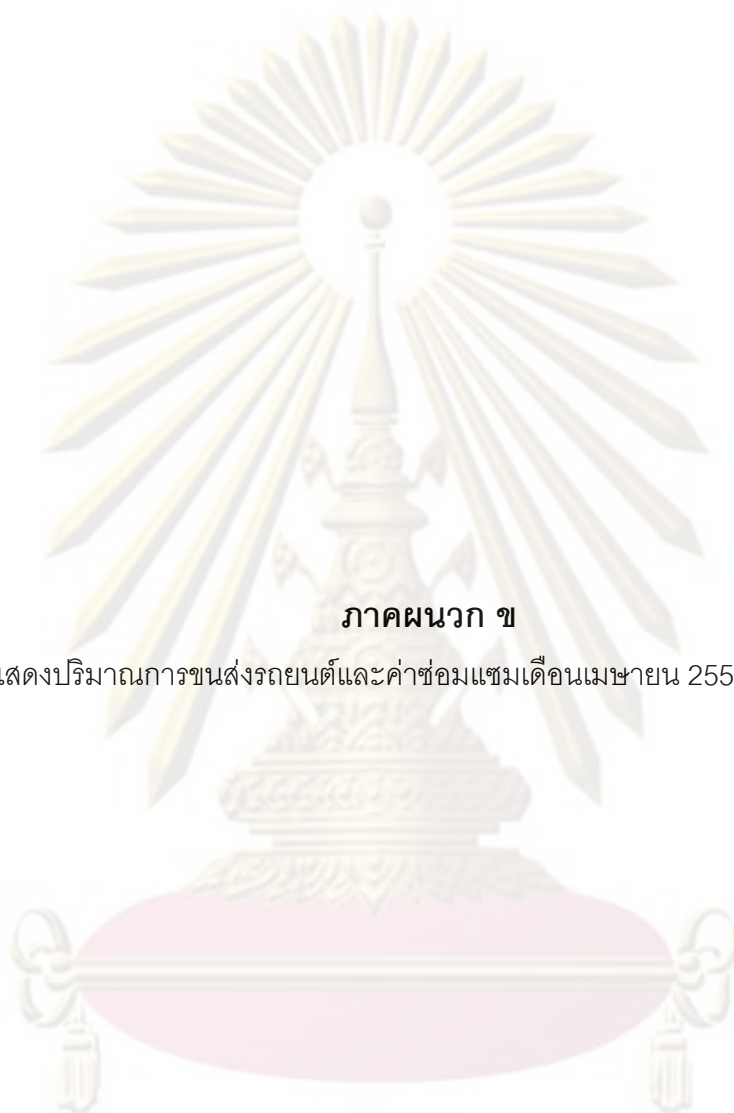 ภาคผนวก ข
แสดงปริมาณการขนส่งรถยนต์และค่าซ่อมแซมเดือนเมษายน 255